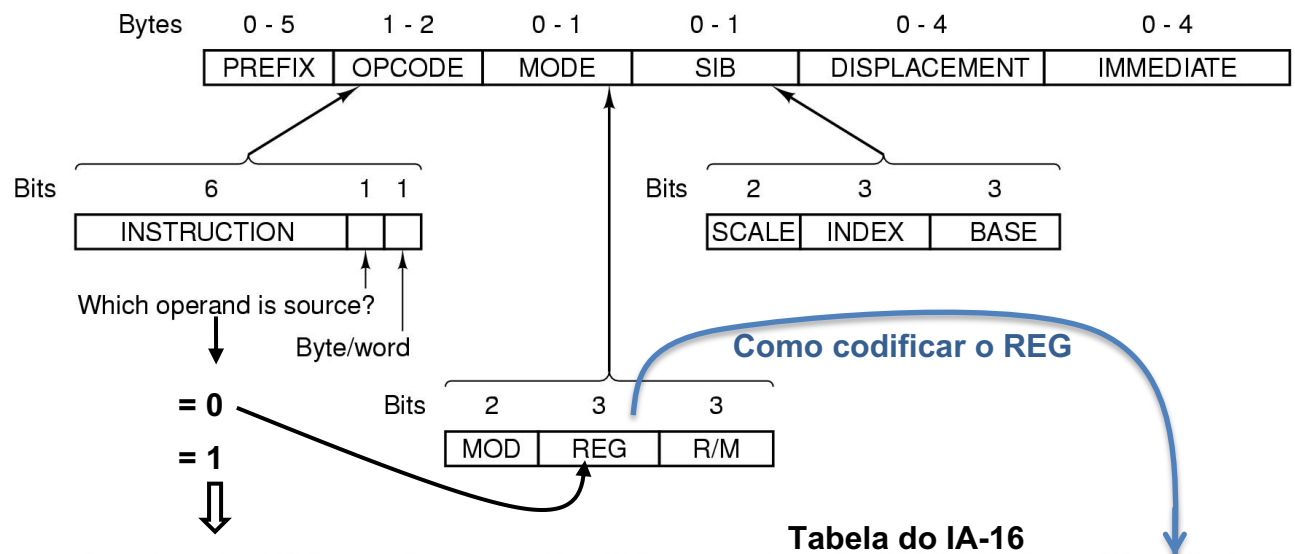 Bytes 0 - 5 1 - 2 0 - 1 0 - 1 0 - 4 0 - 4
PREFIX OPCODE MODE SIB DISPLACEMENT IMMEDIATE
Bits 6 1 1
INSTRUCTION
Which operand is source?
Byte/word
= 0
= 1
Bits 2 3 3
SCALE INDEX BASE
Como codificar o REG
Bits 2 3 3
MOD REG R/M
Tabela do IA-16